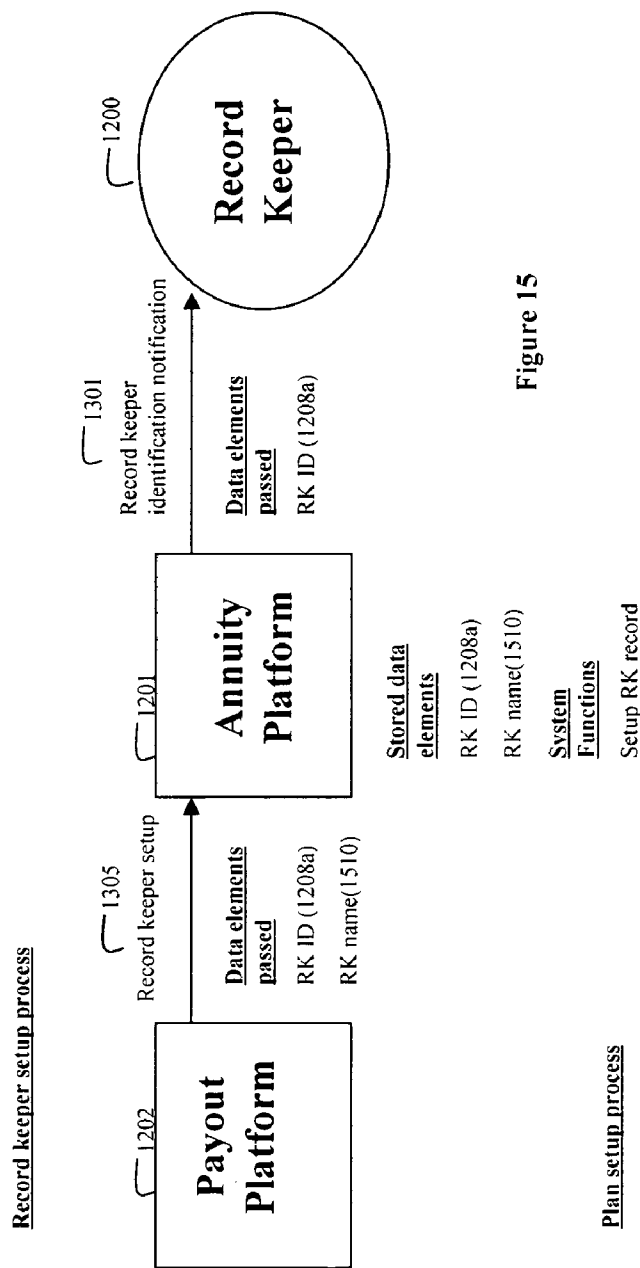 Record keeper setup process
1202
Payout
Platform
1305
Record keeper setup
Data elements
passed
RK ID (1208a)
RK name(1510)
1201
Annuity
Platform
Stored data
elements
RK ID (1208a)
RK name(1510)
System
Functions
Setup RK record
1301
Record keeper
identification notification
Data elements
passed
RK ID (1208a)
1200
Record
Keeper
Figure 15
Plan setup process